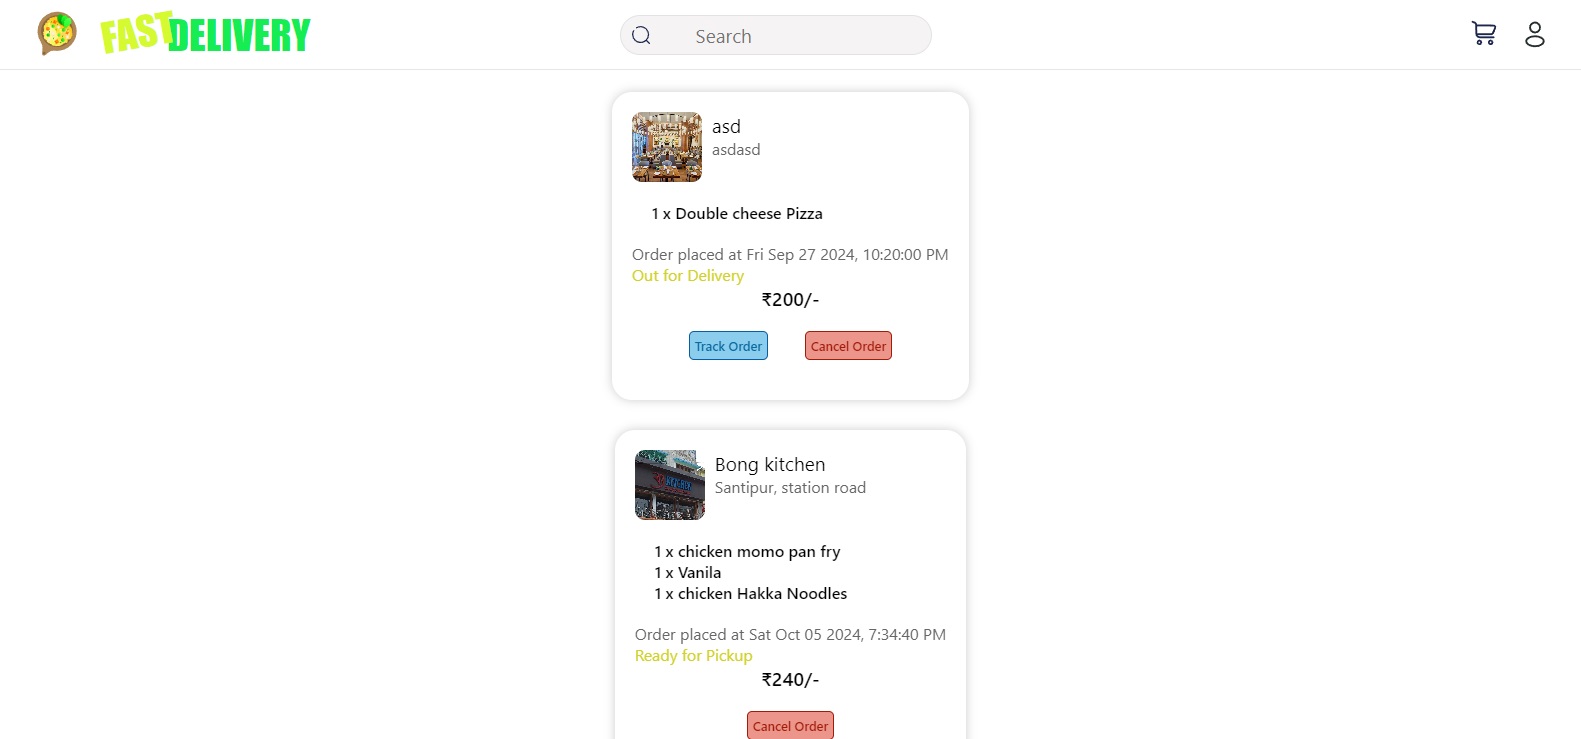 FASTDELIVERY
Search
asd
asdasd
1 x Double cheese Pizza
Order placed at Fri Sep 27 2024, 10:20:00 PM
Out for Delivery
₹200/-
Track Order
Cancel Order
Bong kitchen
Santipur, station road
1 x chicken momo pan fry
1 x Vanila
1 x chicken Hakka Noodles
Order placed at Sat Oct 05 2024, 7:34:40 PM
Ready for Pickup
₹240/-
Cancel Order